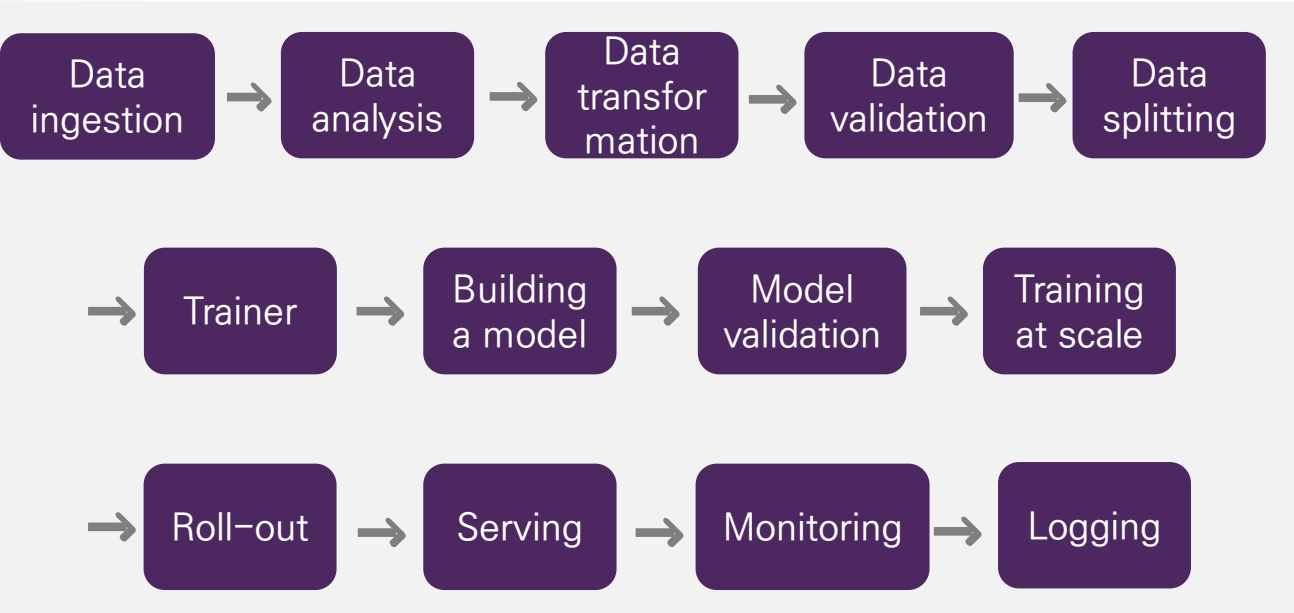 Data
ingestion
Data
analysis
Data
transfor
mation
Data
validation
Data
splitting
Trainer
Building
a model
Model
validation
Training
at scale
Roll-out
Serving
Monitoring
Logging